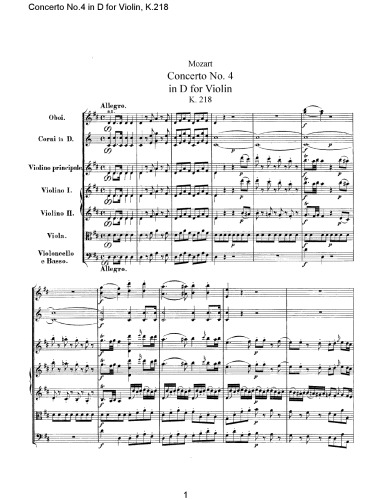 Concerto No.4 in D for Violin, K.218
Mozart
Concerto No. 4
in D for Violin
K. 218
Allegro.
Oboi.
Corni in D.
Violino principale.
Violino I.
Violino II.
Viola.
Violoncello
e Basso.
Allegro.
1